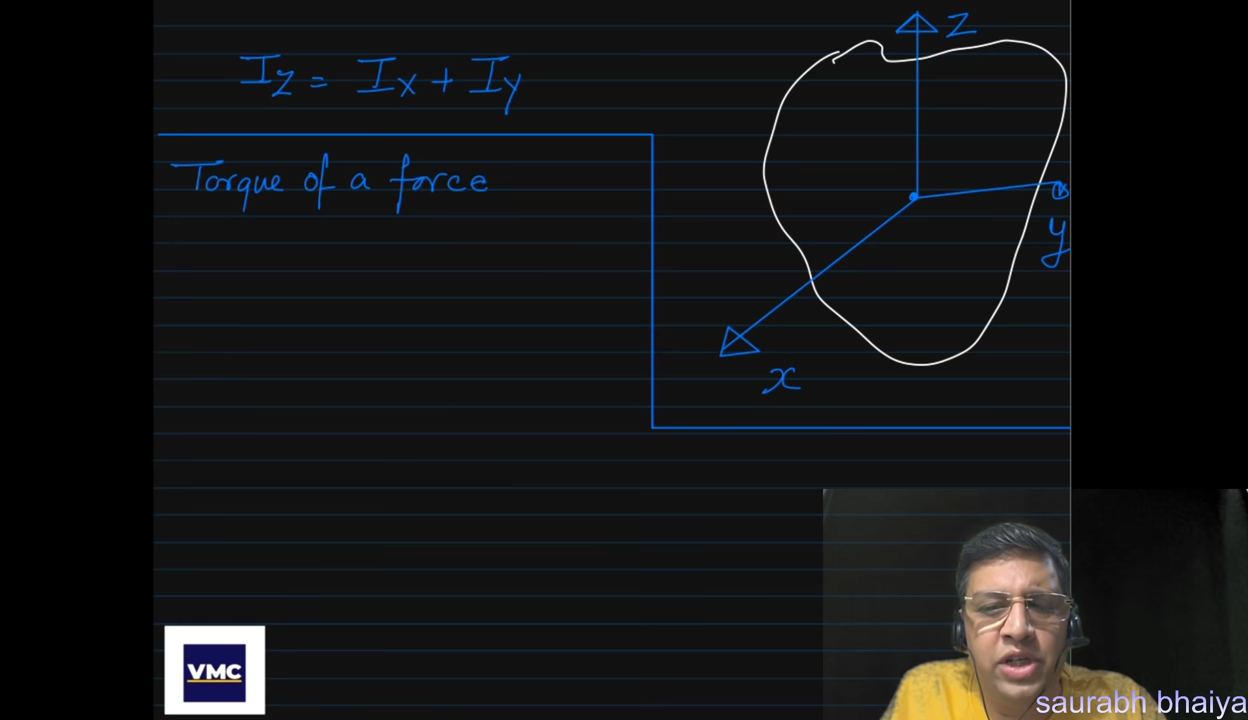 Iz = Ix + Iy
Torque of a force
z
y
x
VMC
saurabh bhaiya